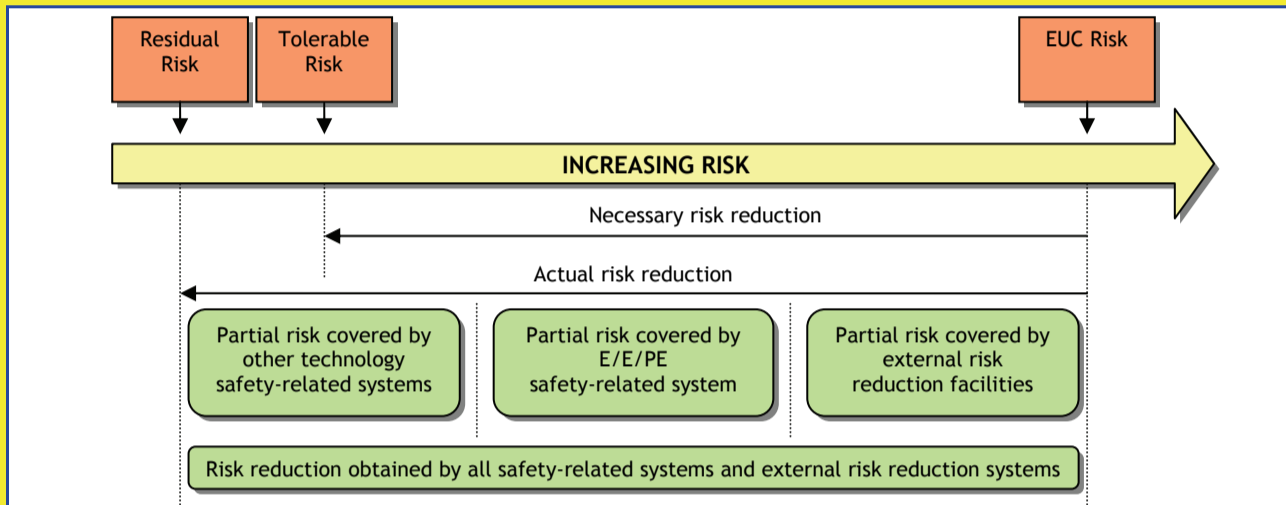 Residual
Risk
Tolerable
Risk
EUC Risk
INCREASING RISK
Necessary risk reduction
Actual risk reduction
Partial risk covered by
other technology
safety-related systems
Partial risk covered by
E/E/PE
safety-related system
Partial risk covered by
external risk
reduction facilities
Risk reduction obtained by all safety-related systems and external risk reduction systems